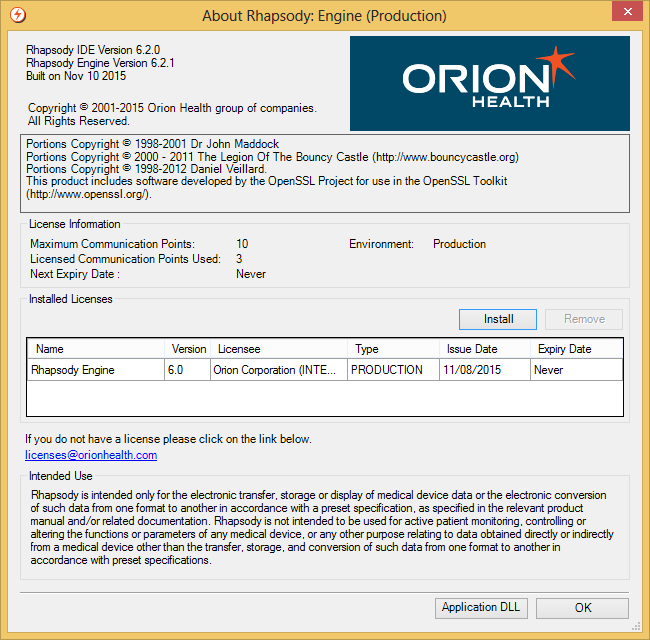 About Rhapsody: Engine (Production)
Rhapsody IDE Version 6.2.0
Rhapsody Engine Version 6.2.1
Built on Nov 10 2015
Copyright © 2001-2015 Orion Health group of companies.
All Rights Reserved.
ORION
HEALTH
Portions Copyright © 1998-2001 Dr John Maddock
Portions Copyright © 2000 - 2011 The Legion Of The Bouncy Castle (http://www.bouncycastle.org)
Portions Copyright © 1998-2012 Daniel Veillard.
This product includes software developed by the OpenSSL Project for use in the OpenSSL Toolkit
(http://www.openssl.org/).
License Information
Maximum Communication Points: 10 Environment: Production
Licensed Communication Points Used: 3
Next Expiry Date : Never
Installed Licenses
Install Remove
Name Version Licensee Type Issue Date Expiry Date
Rhapsody Engine 6.0 Orion Corporation (INTE... PRODUCTION 11/08/2015 Never
If you do not have a license please click on the link below.
licenses@orionhealth.com
Intended Use
Rhapsody is intended only for the electronic transfer, storage or display of medical device data or the electronic conversion
of such data from one format to another in accordance with a preset specification, as specified in the relevant product
manual and/or related documentation. Rhapsody is not intended to be used for active patient monitoring, controlling or
altering the functions or parameters of any medical device, or any other purpose relating to data obtained directly or indirectly
from a medical device other than the transfer, storage, and conversion of such data from one format to another in
accordance with preset specifications.
Application DLL OK